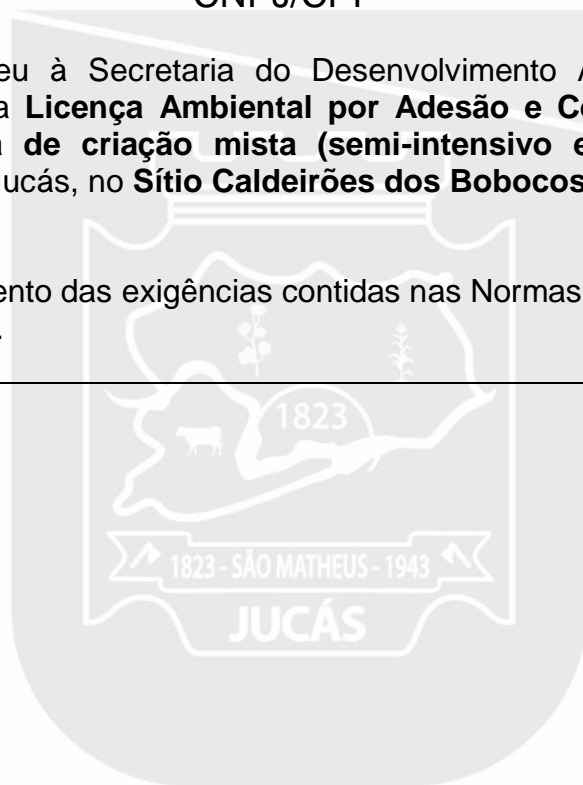 CNPJ/CPF
eu à Secretaria do Desenvolvimento A
a Licença Ambiental por Adesão e Co
de criação mista (semi-intensivo e
ucás, no Sítio Caldeirões dos Bobocos
ento das exigências contidas nas Normas
1823
1823 - SÃO MATHEUS - 1943
JUCÁS